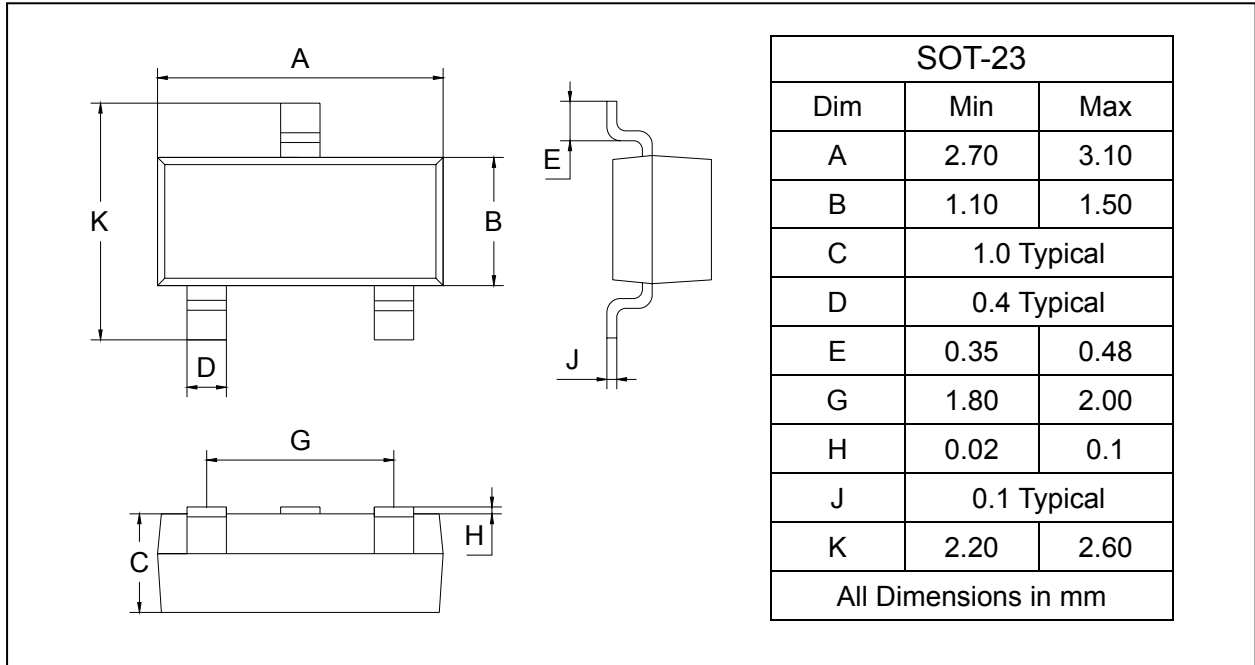 A
K
B
D
E
J
G
C
H
SOT-23
Dim Min Max
A 2.70 3.10
B 1.10 1.50
C 1.0 Typical
D 0.4 Typical
E 0.35 0.48
G 1.80 2.00
H 0.02 0.1
J 0.1 Typical
K 2.20 2.60
All Dimensions in mm